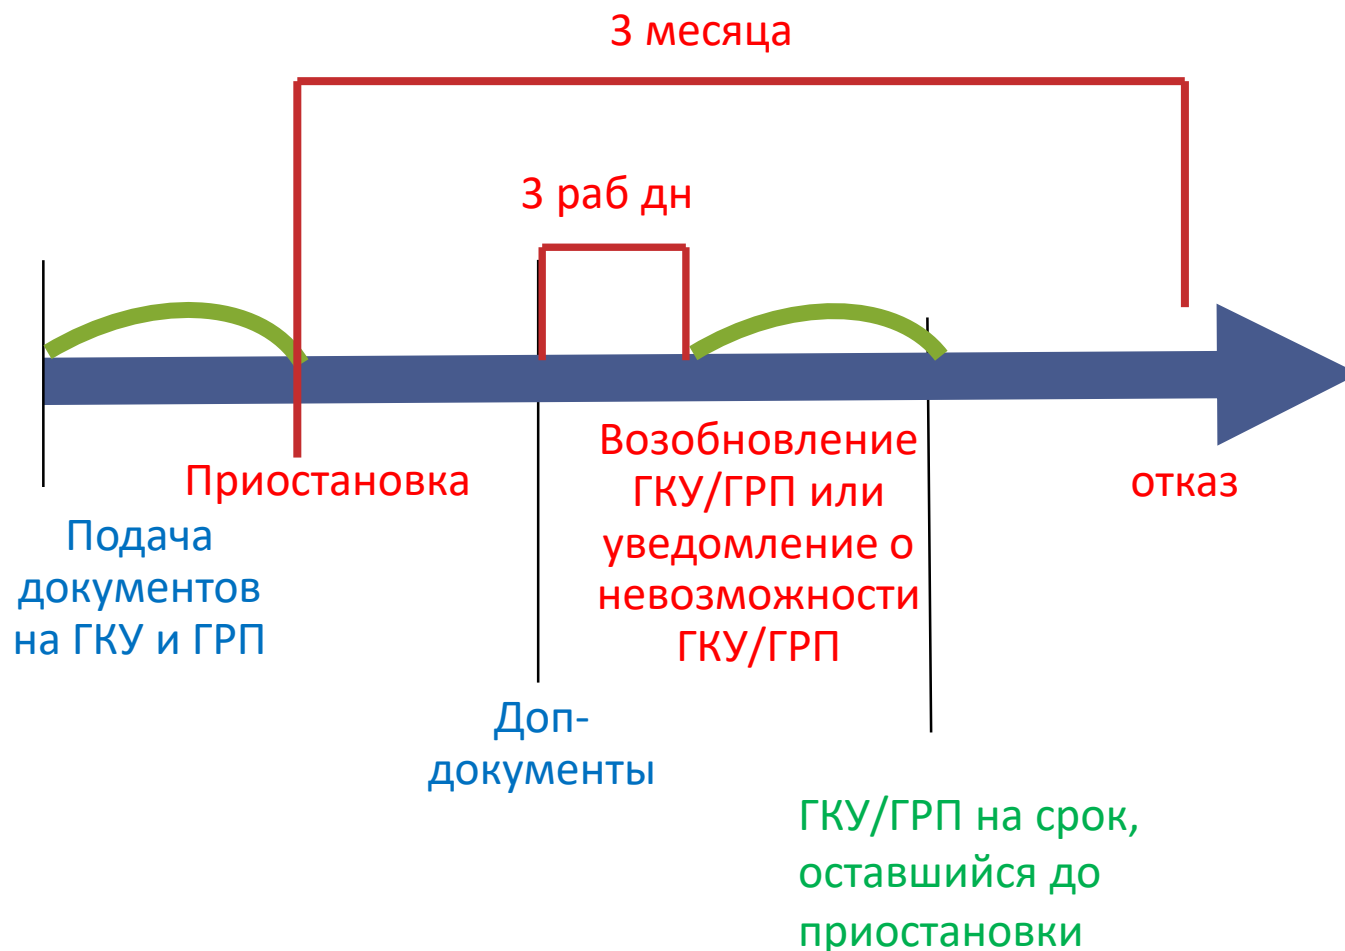 3 месяца
3 раб дн
Приостановка
Подача
документов
на ГКУ и ГРП
Доп-
документы
Возобновление
ГКУ/ГРП или
уведомление о
невозможности
ГКУ/ГРП
отказ
ГКУ/ГРП на срок,
оставшийся до
приостановки